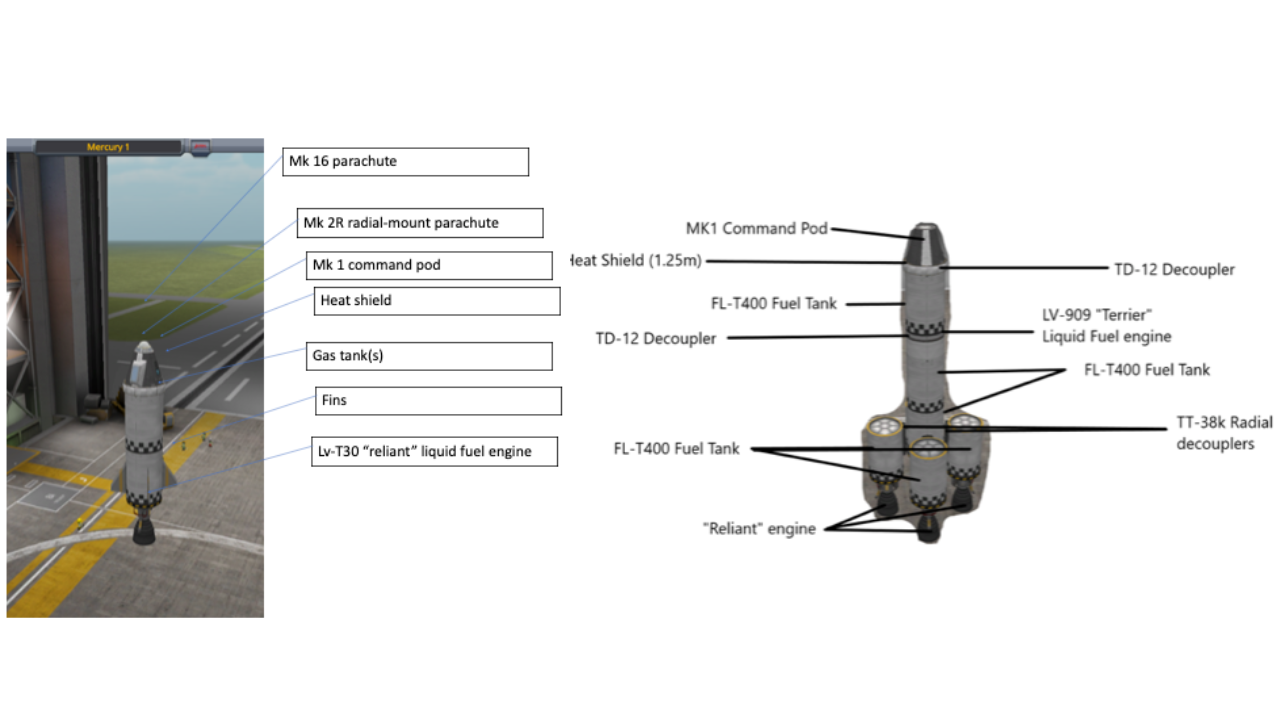 Mercury 1
Mk 16 parachute
Mk 2R radial-mount parachute
Mk 1 command pod
Heat shield
Gas tank(s)
Fins
Lv-T30 “reliant” liquid fuel engine
MK1 Command Pod
Heat Shield (1.25m)
TD-12 Decoupler
FL-T400 Fuel Tank
LV-909 "Terrier"
Liquid Fuel engine
TD-12 Decoupler
FL-T400 Fuel Tank
TT-38k Radial
decouplers
FL-T400 Fuel Tank
"Reliant" engine